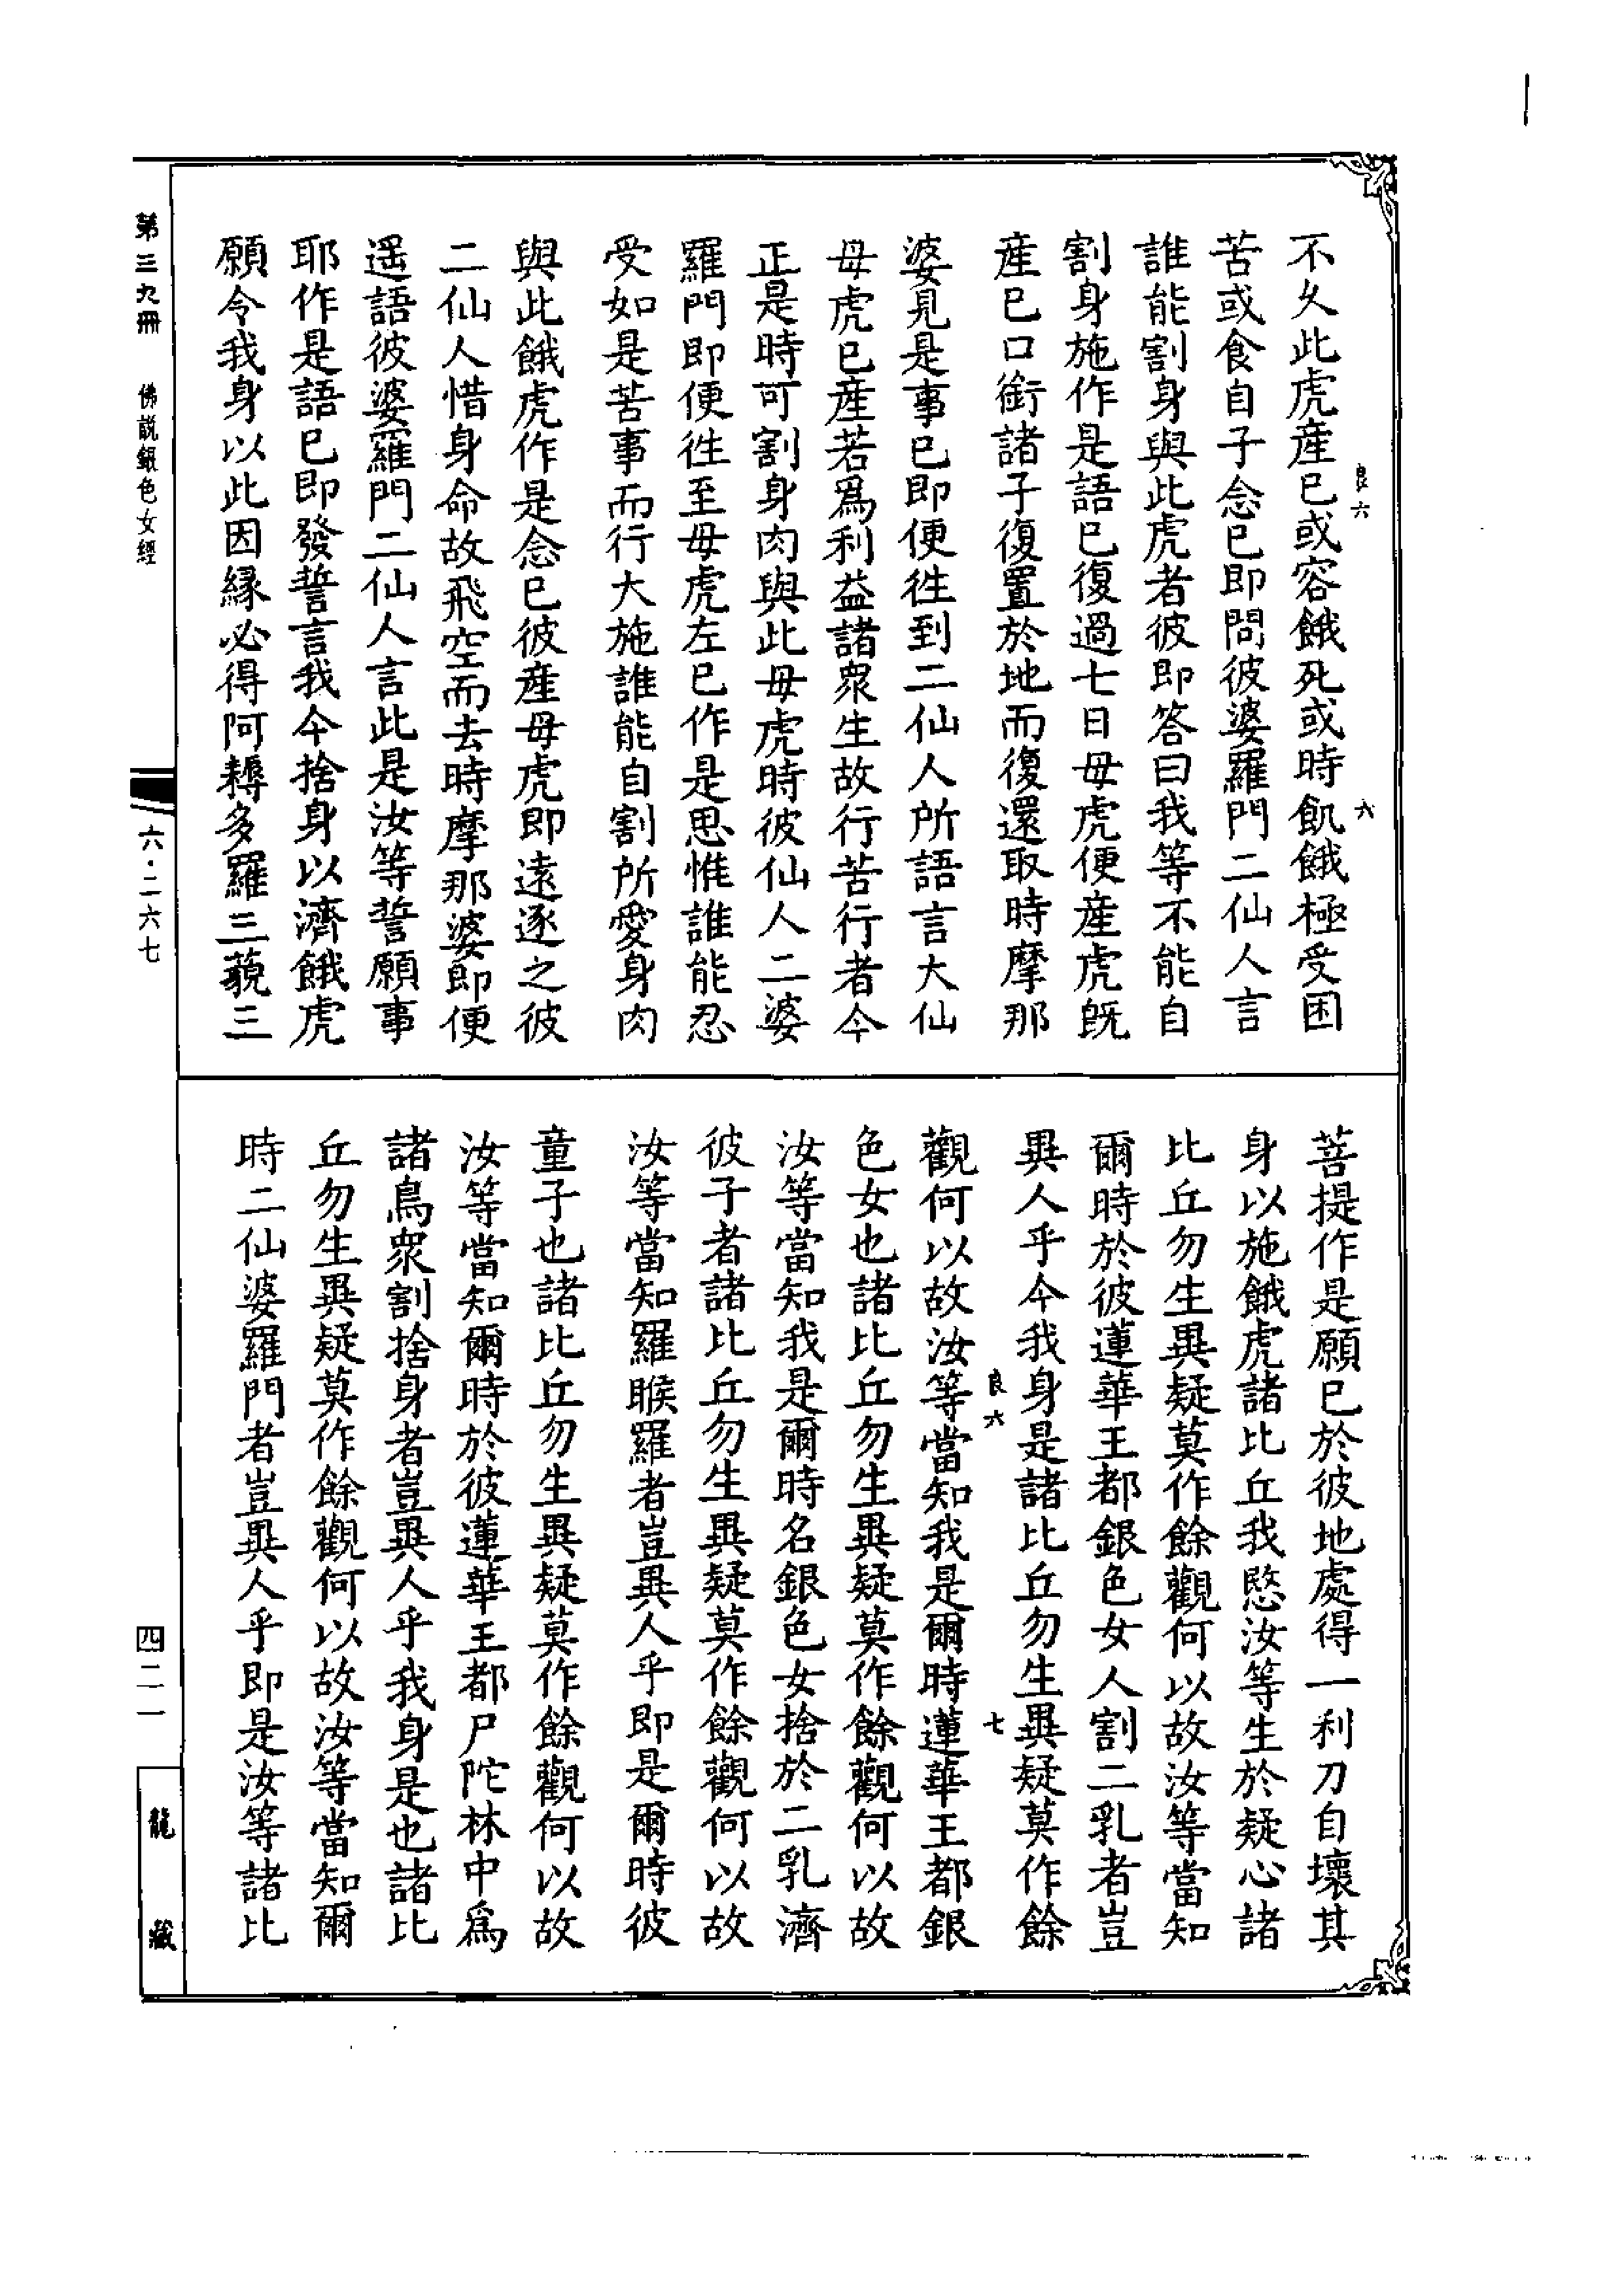 不久此虎產已或容餓死或時飢餓極受困
苦或食自子念已即問彼婆羅門二仙人言
誰能割身與此虎者彼即答曰我等不能自
割身施作是語已復過七日母虎便產虎旣
產已口銜諸子復置於地而復還取時摩那
婆見是事已即便往到二仙人所語言大仙
母虎已產若爲利益諸衆生故行苦行者今
正是時可割身肉與此母虎時彼仙人二婆
羅門即便往至母虎左已作是思惟誰能忍
受如是苦事而行大施誰能自割所愛身肉
與此餓虎作是念已彼產母虎即遠逐之彼
二仙人惜身命故飛空而去時摩那婆即便
遥語彼婆羅門二仙人言此是汝等誓願事
耶作是語已即發誓言我今捨身以濟餓虎
願令我身以此因緣必得阿耨多羅三藐三
良六
六
菩提作是願已於彼地處得一利刀自壞其
身以施餓虎諸比丘我愍汝等生於疑心諸
比丘勿生異疑莫作餘觀何以故汝等當知
爾時於彼蓮華王都銀色女人割二乳者豈
異人乎今我身是諸比丘勿生異疑莫作餘
觀何以故汝等當知我是爾時蓮華王都銀
色女也諸比丘勿生異疑莫作餘觀何以故
汝等當知我是爾時名銀色女捨於二乳濟
彼子者諸比丘勿生異疑莫作餘觀何以故
汝等當知羅睺羅者豈異人乎即是爾時彼
童子也諸比丘勿生異疑莫作餘觀何以故
汝等當知爾時於彼蓮華王都尸陀林中爲
諸鳥衆割捨身者豈異人乎我身是也諸比
丘勿生異疑莫作餘觀何以故汝等當知爾
時二仙婆羅門者豈異人乎即是汝等諸比
良六
七
第三九冊 佛説銀色女經
六·二六七
四二一
龍藏